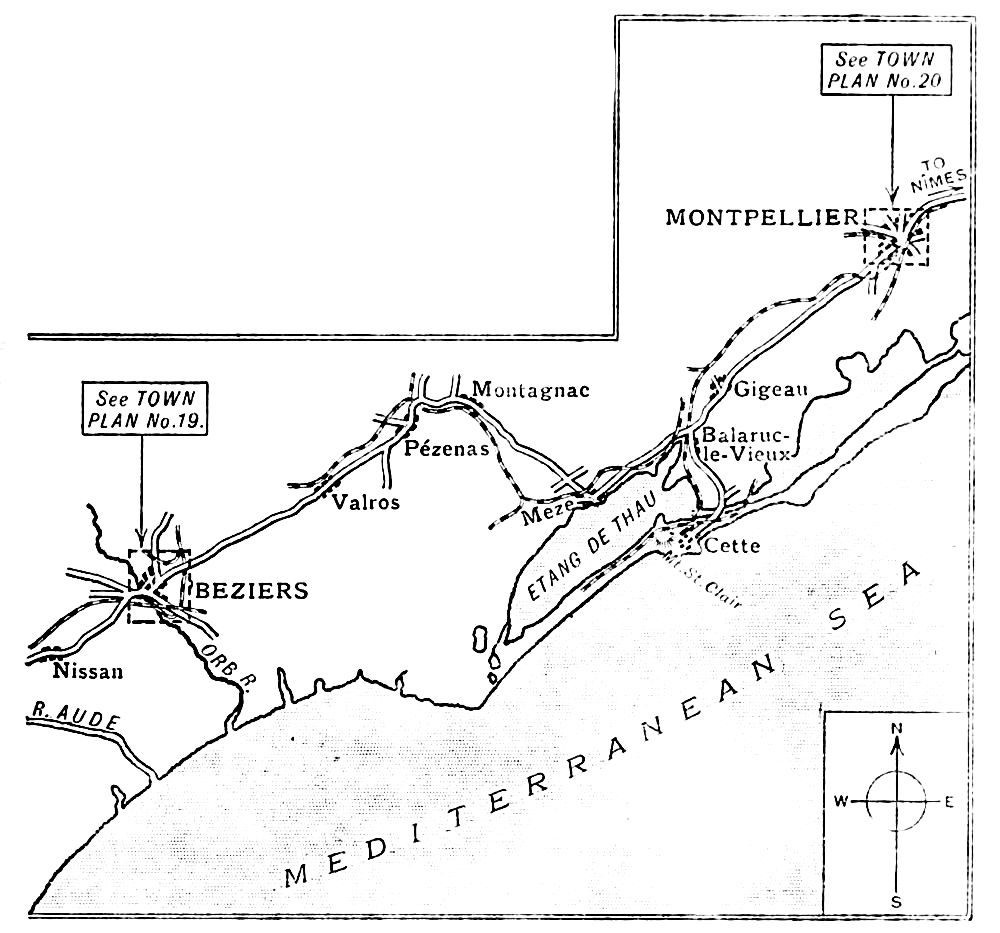 See TOWN
PLAN No.20
TO
NÎMES
MONTPELLIER
See TOWN
PLAN No.19.
Montagnac
Gigeau
Pézenas
Balaruc-
le-Vieux
Valros
Meze
ETANG DE THAU
Cette
Mt St. Clair
BEZIERS
Nissan
ORB R.
R. AUDE
MEDITERRANEAN SEA
N
W
E
S